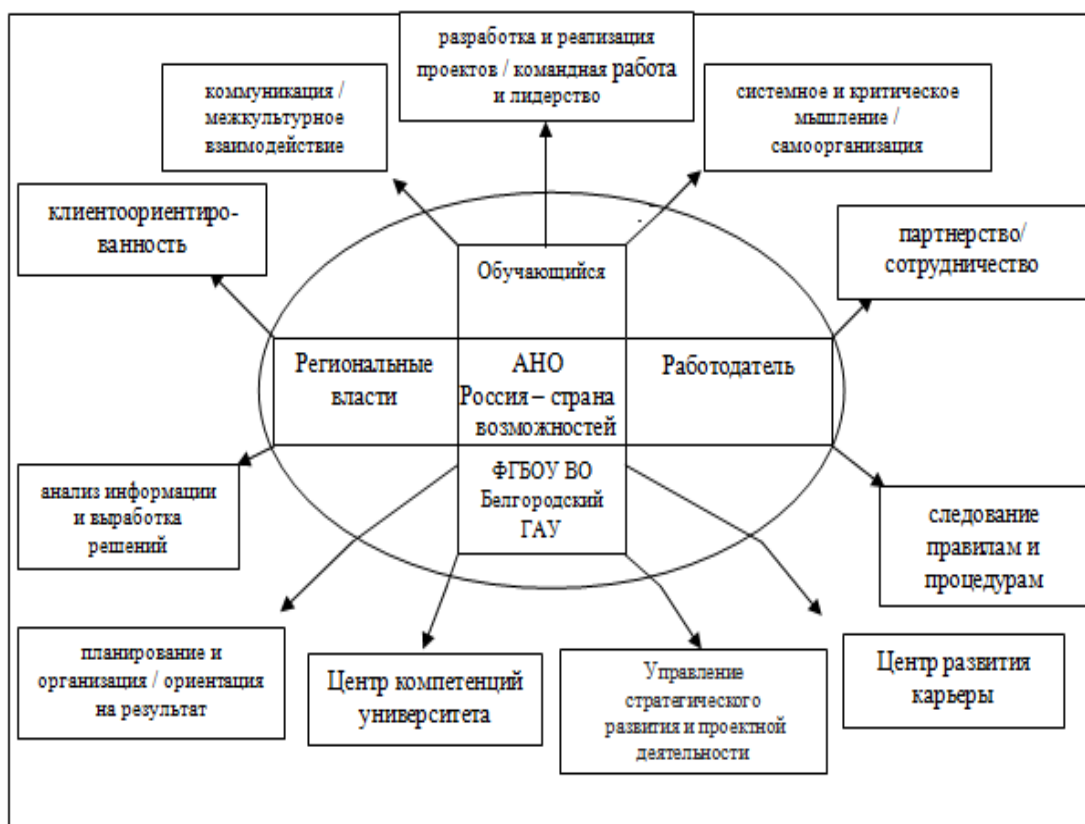 разработка и реализация
проектов / командная работа
и лидерство
коммуникация /
межкультурное
взаимодействие
системное и критическое
мышление /
самоорганизация
клиентоориентиро-
ванность
партнерство/
сотрудничество
Обучающийся
Региональные
власти
АНО
Россия – страна
возможностей
Работодатель
ФГБОУ ВО
Белгородский
ГАУ
анализ информации
и выработка
решений
следование
правилам и
процедурам
планирование и
организация / ориентация
на результат
Центр компетенций
университета
Управление
стратегического
развития и проектной
деятельности
Центр развития
карьеры